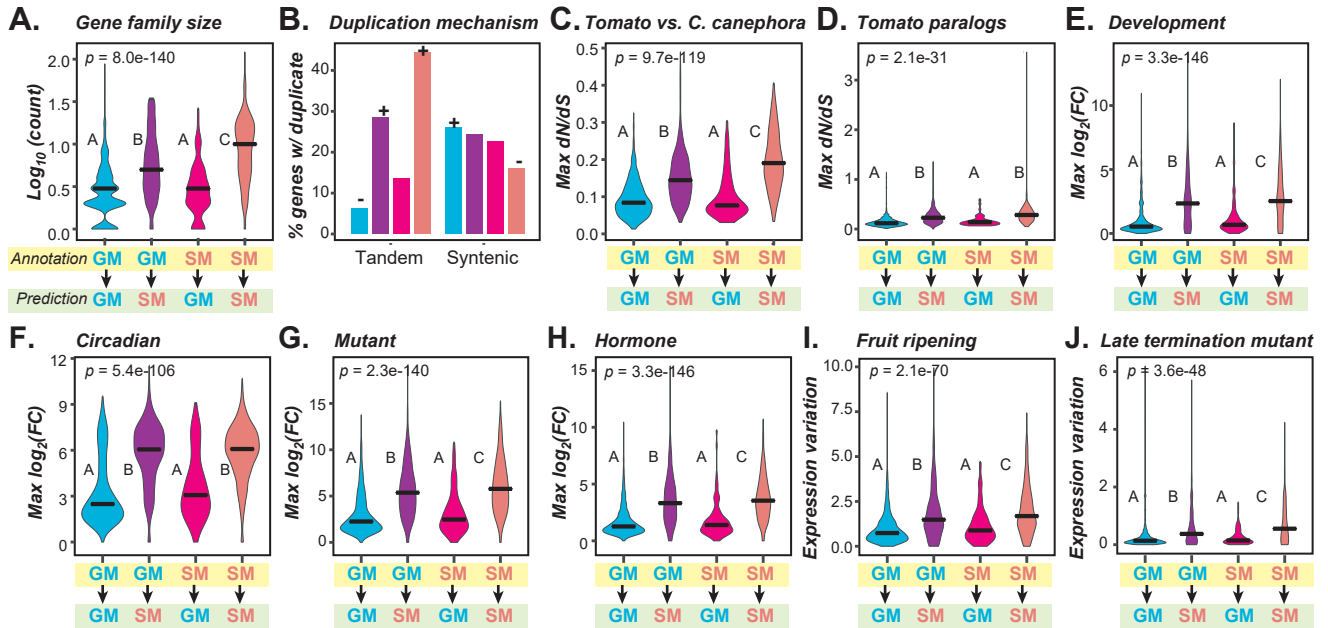 A. Gene family size
p = 8.0e-140
Log10 (count)
2.0
1.5
1.0
0.5
0.0
A B A C
Annotation GM GM SM SM
Prediction GM SM GM SM
B. Duplication mechanism
% genes w/ duplicate
40
30
20
10
0
- + + + -
Tandem Syntenic
C. Tomato vs. C. canephora
p = 9.7e-119
Max dN/dS
0.5
0.4
0.3
0.2
0.1
0.0
A B A C
GM GM SM SM
GM SM GM SM
D. Tomato paralogs
p = 2.1e-31
Max dN/dS
3
2
1
0
A B A B
GM GM SM SM
GM SM GM SM
E. Development
p = 3.3e-146
Max log2(FC)
10
5
0
A B A C
GM GM SM SM
GM SM GM SM
F. Circadian
p = 5.4e-106
Max log2(FC)
12
9
6
3
0
A B A B
GM GM SM SM
GM SM GM SM
G. Mutant
p = 2.3e-140
Max log2(FC)
15
10
5
0
A B A C
GM GM SM SM
GM SM GM SM
H. Hormone
p = 3.3e-146
Max log2(FC)
15
10
5
0
A B A C
GM GM SM SM
GM SM GM SM
I. Fruit ripening
p = 2.1e-70
Expression variation
10.0
7.5
5.0
2.5
0.0
A B A C
GM GM SM SM
GM SM GM SM
J. Late termination mutant
p = 3.6e-48
Expression variation
6
4
2
0
A B A C
GM GM SM SM
GM SM GM SM